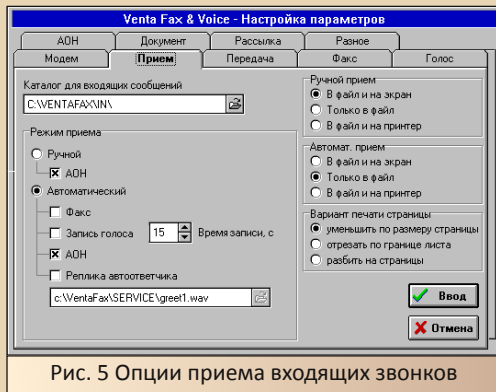 Venta Fax & Voice - Настройка параметров
АОН Документ Рассылка Разное
Модем Прием Передача Факс Голос
Каталог для входящих сообщений
C:\VENTAFAX\IN\
Режим приема
Ручной
АОН
Автоматический
Факс
Запись голоса 15 Время записи, с
АОН
Реплика автоответчика
c:\VentaFax\SERVICE\greet1.wav
Ручной прием
В файл и на экран
Только в файл
В файл и на принтер
Автомат. прием
В файл и на экран
Только в файл
В файл и на принтер
Вариант печати страницы
уменьшить по размеру страницы
отрезать по границе листа
разбить на страницы
Ввод
Отмена
Рис. 5 Опции приема входящих звонков